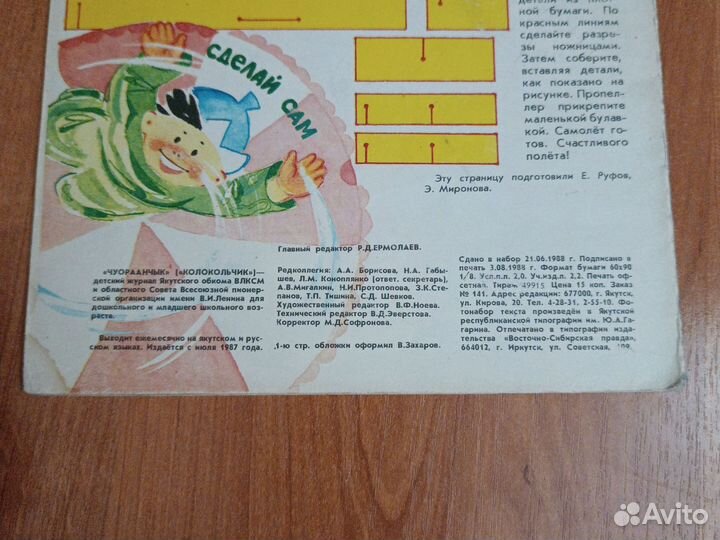 ной бумаги. По
красным линиям
сделайте разре-
зы ножницами.
Затем соберите,
вставляя детали,
как показано на
рисунке. Пропел-
лер прикрепите
маленькой булав-
кой. Самолёт го-
тов. Счастливого
полёта!
СДЕЛАЙ САМ
Эту страницу подготовили Е. Руфов,
Э. Миронова.
«ЧУОРААНЧЫК» («КОЛОКОЛЬЧИК»)—
детский журнал Якутского обкома ВЛКСМ
и областного Совета Всесоюзной пионер-
ской организации имени В.И.Ленина для
дошкольного и младшего школьного воз-
раста.
Выходит ежемесячно на якутском и рус-
ском языках. Издаётся с июля 1987 года.
Главный редактор Р.Д.ЕРМОЛАЕВ.
Редколлегия: А.А. Борисова, Н.А. Габы-
шев, Л.М. Коноплянко (ответ. секретарь),
А.В.Мигалкин, Н.И.Протопопова, З.К.Сте-
панов, Т.П. Тишина, С.Д. Шевков.
Художественный редактор В.Ф.Ноева.
Технический редактор В.Д.Эверстова.
Корректор М.Д.Софронова.
1-ю стр. обложки оформил В.Захаров.
Сдано в набор 21.06.1988 г. Подписано в
печать 3.08.1988 г. Формат бумаги 60х90
1/8. Усл.п.л. 2,0. Уч.изд.л. 2,2. Печать оф-
сетная. Тираж 49915 Цена 15 коп. Заказ
№ 141. Адрес редакции: 677000, г. Якутск,
ул. Кирова, 20. Тел. 4-28-31, 2-55-10. Фо-
тонабор текста произведён в Якутской
республиканской типографии им. Ю.А.Га-
гарина. Отпечатано в типографии изда-
тельства «Восточно-Сибирская правда»,
664012, г. Иркутск, ул. Советская,
Avito